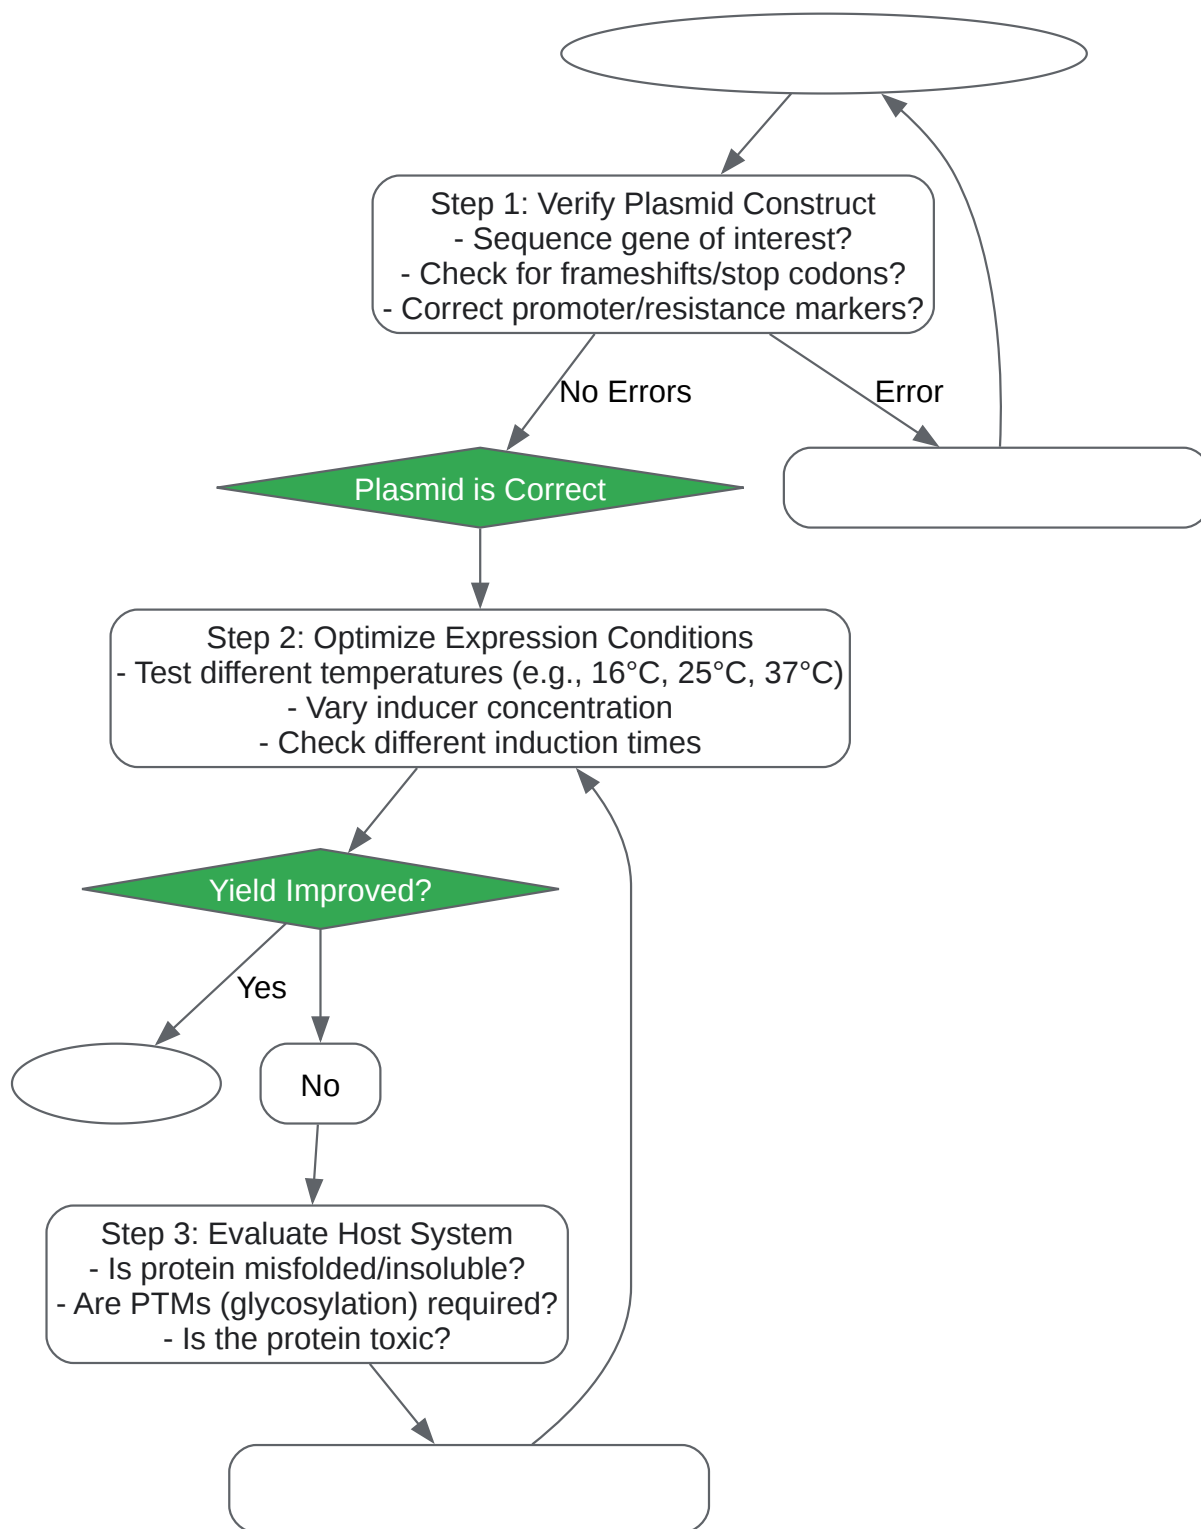 Step 1: Verify Plasmid Construct
- Sequence gene of interest?
- Check for frameshifts/stop codons?
- Correct promoter/resistance markers?
No Errors
Error
Plasmid is Correct
Step 2: Optimize Expression Conditions
- Test different temperatures (e.g., 16°C, 25°C, 37°C)
- Vary inducer concentration
- Check different induction times
Yield Improved?
Yes
No
Step 3: Evaluate Host System
- Is protein misfolded/insoluble?
- Are PTMs (glycosylation) required?
- Is the protein toxic?